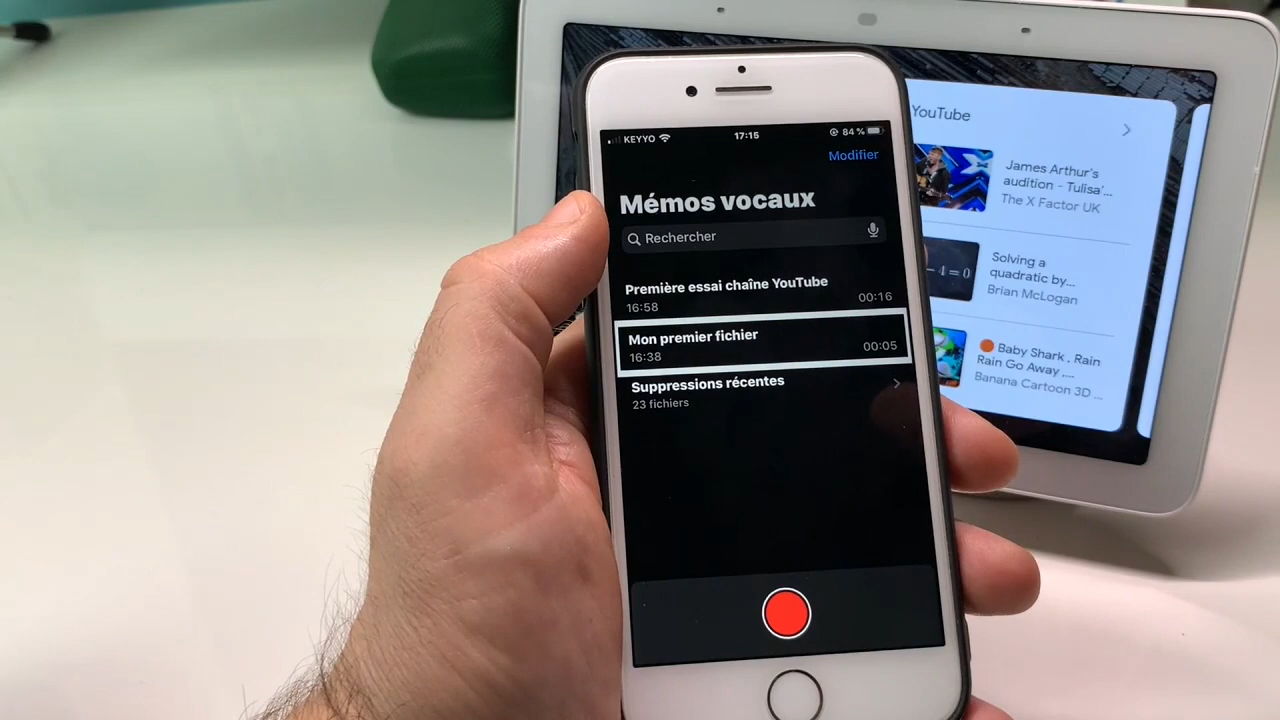 KEYYO 17:15 84 %
Modifier
Mémos vocaux
Rechercher
Première essai chaîne YouTube
16:58 00:16
Mon premier fichier
16:38 00:05
Suppressions récentes
23 fichiers
YouTube
James Arthur's
audition - Tulisa'...
The X Factor UK
- 4 = 0
Solving a
quadratic by...
Brian McLogan
Baby Shark , Rain
Rain Go Away ,...
Banana Cartoon 3D ...